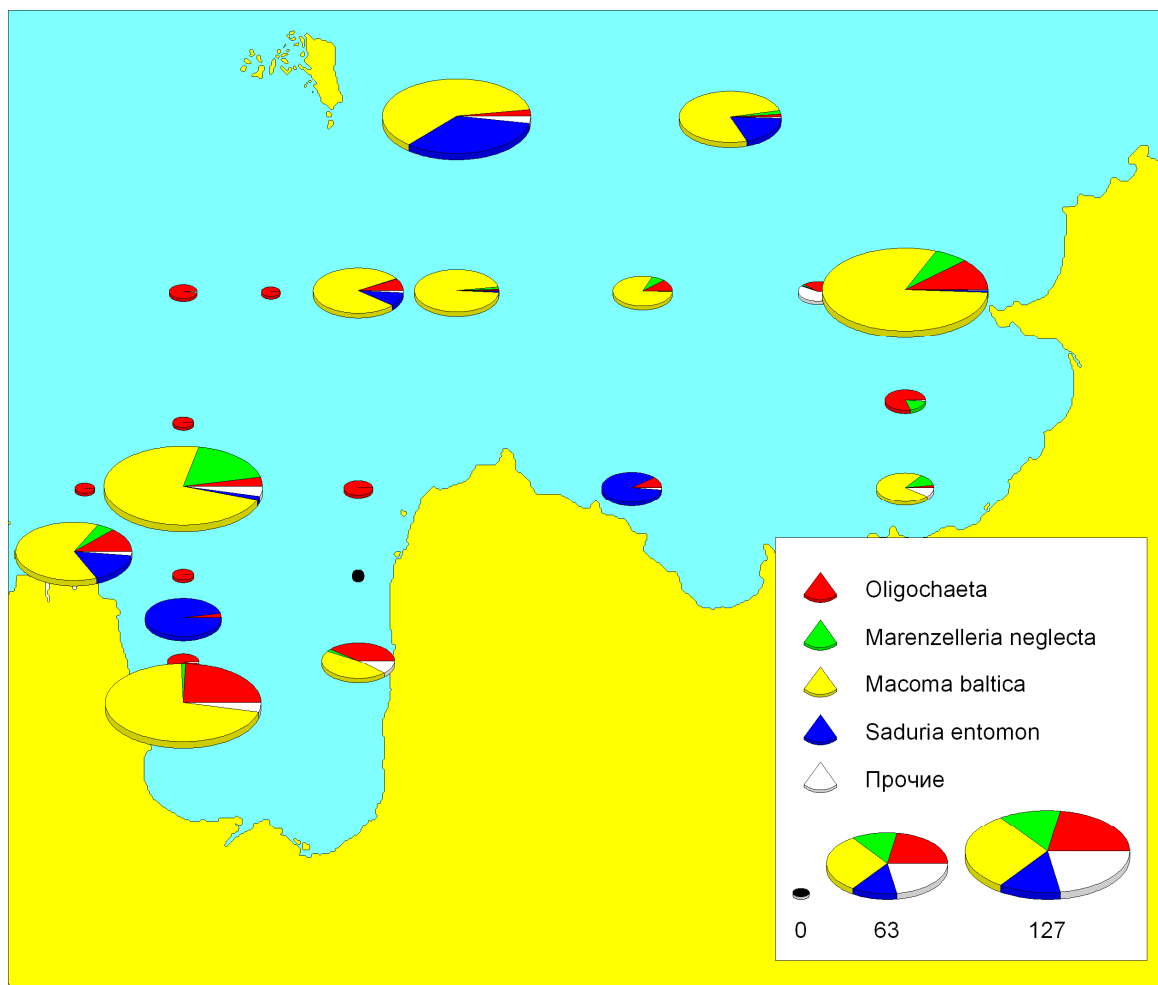 Oligochaeta
Marenzelleria neglecta
Macoma baltica
Saduria entomon
Прочие
0 63 127